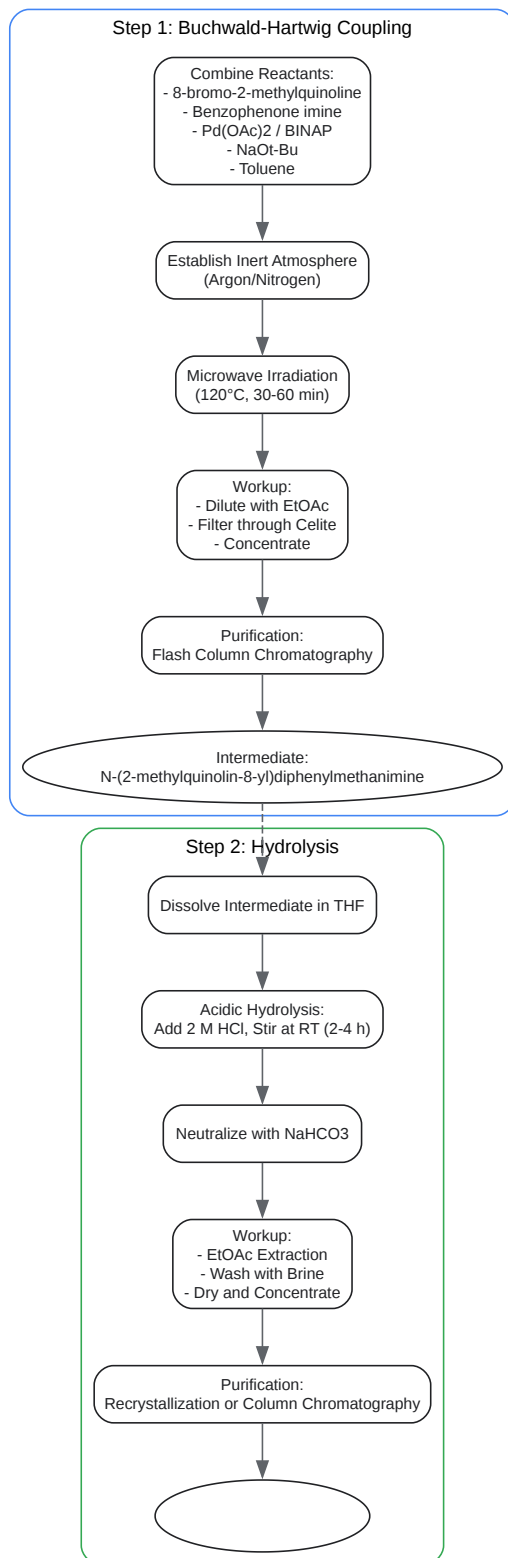 Step 1: Buchwald-Hartwig Coupling
Combine Reactants:
- 8-bromo-2-methylquinoline
- Benzophenone imine
- Pd(OAc)2 / BINAP
- NaOt-Bu
- Toluene
Establish Inert Atmosphere
(Argon/Nitrogen)
Microwave Irradiation
(120°C, 30-60 min)
Workup:
- Dilute with EtOAc
- Filter through Celite
- Concentrate
Purification:
Flash Column Chromatography
Intermediate:
N-(2-methylquinolin-8-yl)diphenylmethanimine
Step 2: Hydrolysis
Dissolve Intermediate in THF
Acidic Hydrolysis:
Add 2 M HCl, Stir at RT (2-4 h)
Neutralize with NaHCO3
Workup:
- EtOAc Extraction
- Wash with Brine
- Dry and Concentrate
Purification:
Recrystallization or Column Chromatography